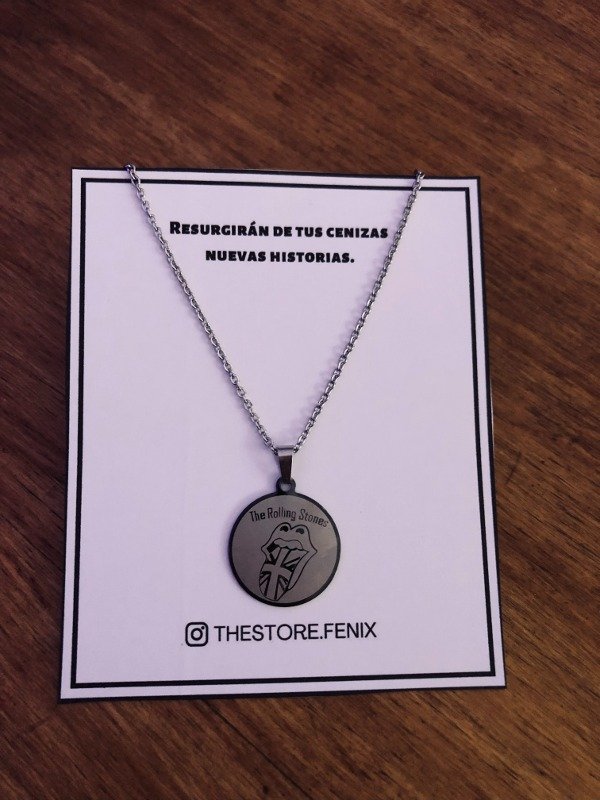 Resurgirán de tus cenizas
nuevas historias.
The Rolling Stones
THESTORE.FENIX